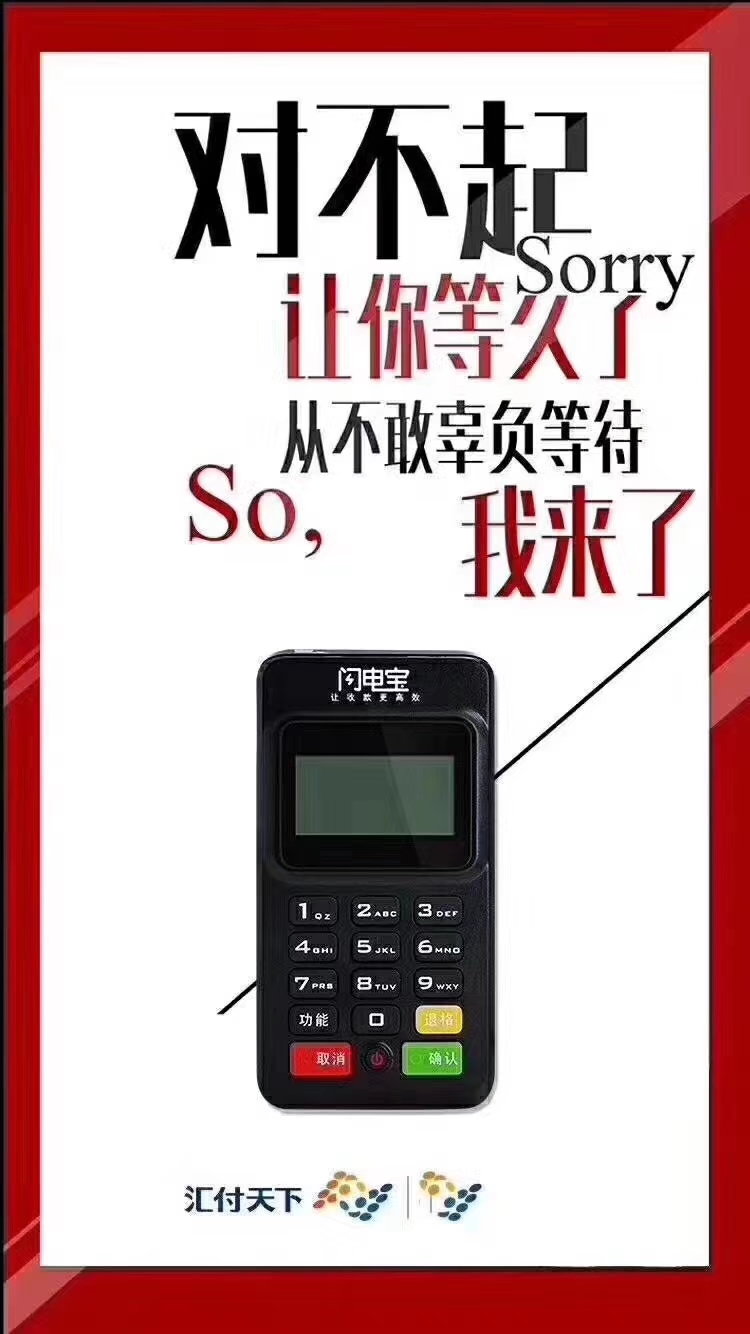 对不起
Sorry
让你等久了
从不敢辜负等待
So,
我来了
闪电宝
让收款更高效
1 QZ 2 ABC 3 DEF
4 GHI 5 JKL 6 MNO
7 PRS 8 TUV 9 WXY
功能 0 退格
取消 确认
汇付天下